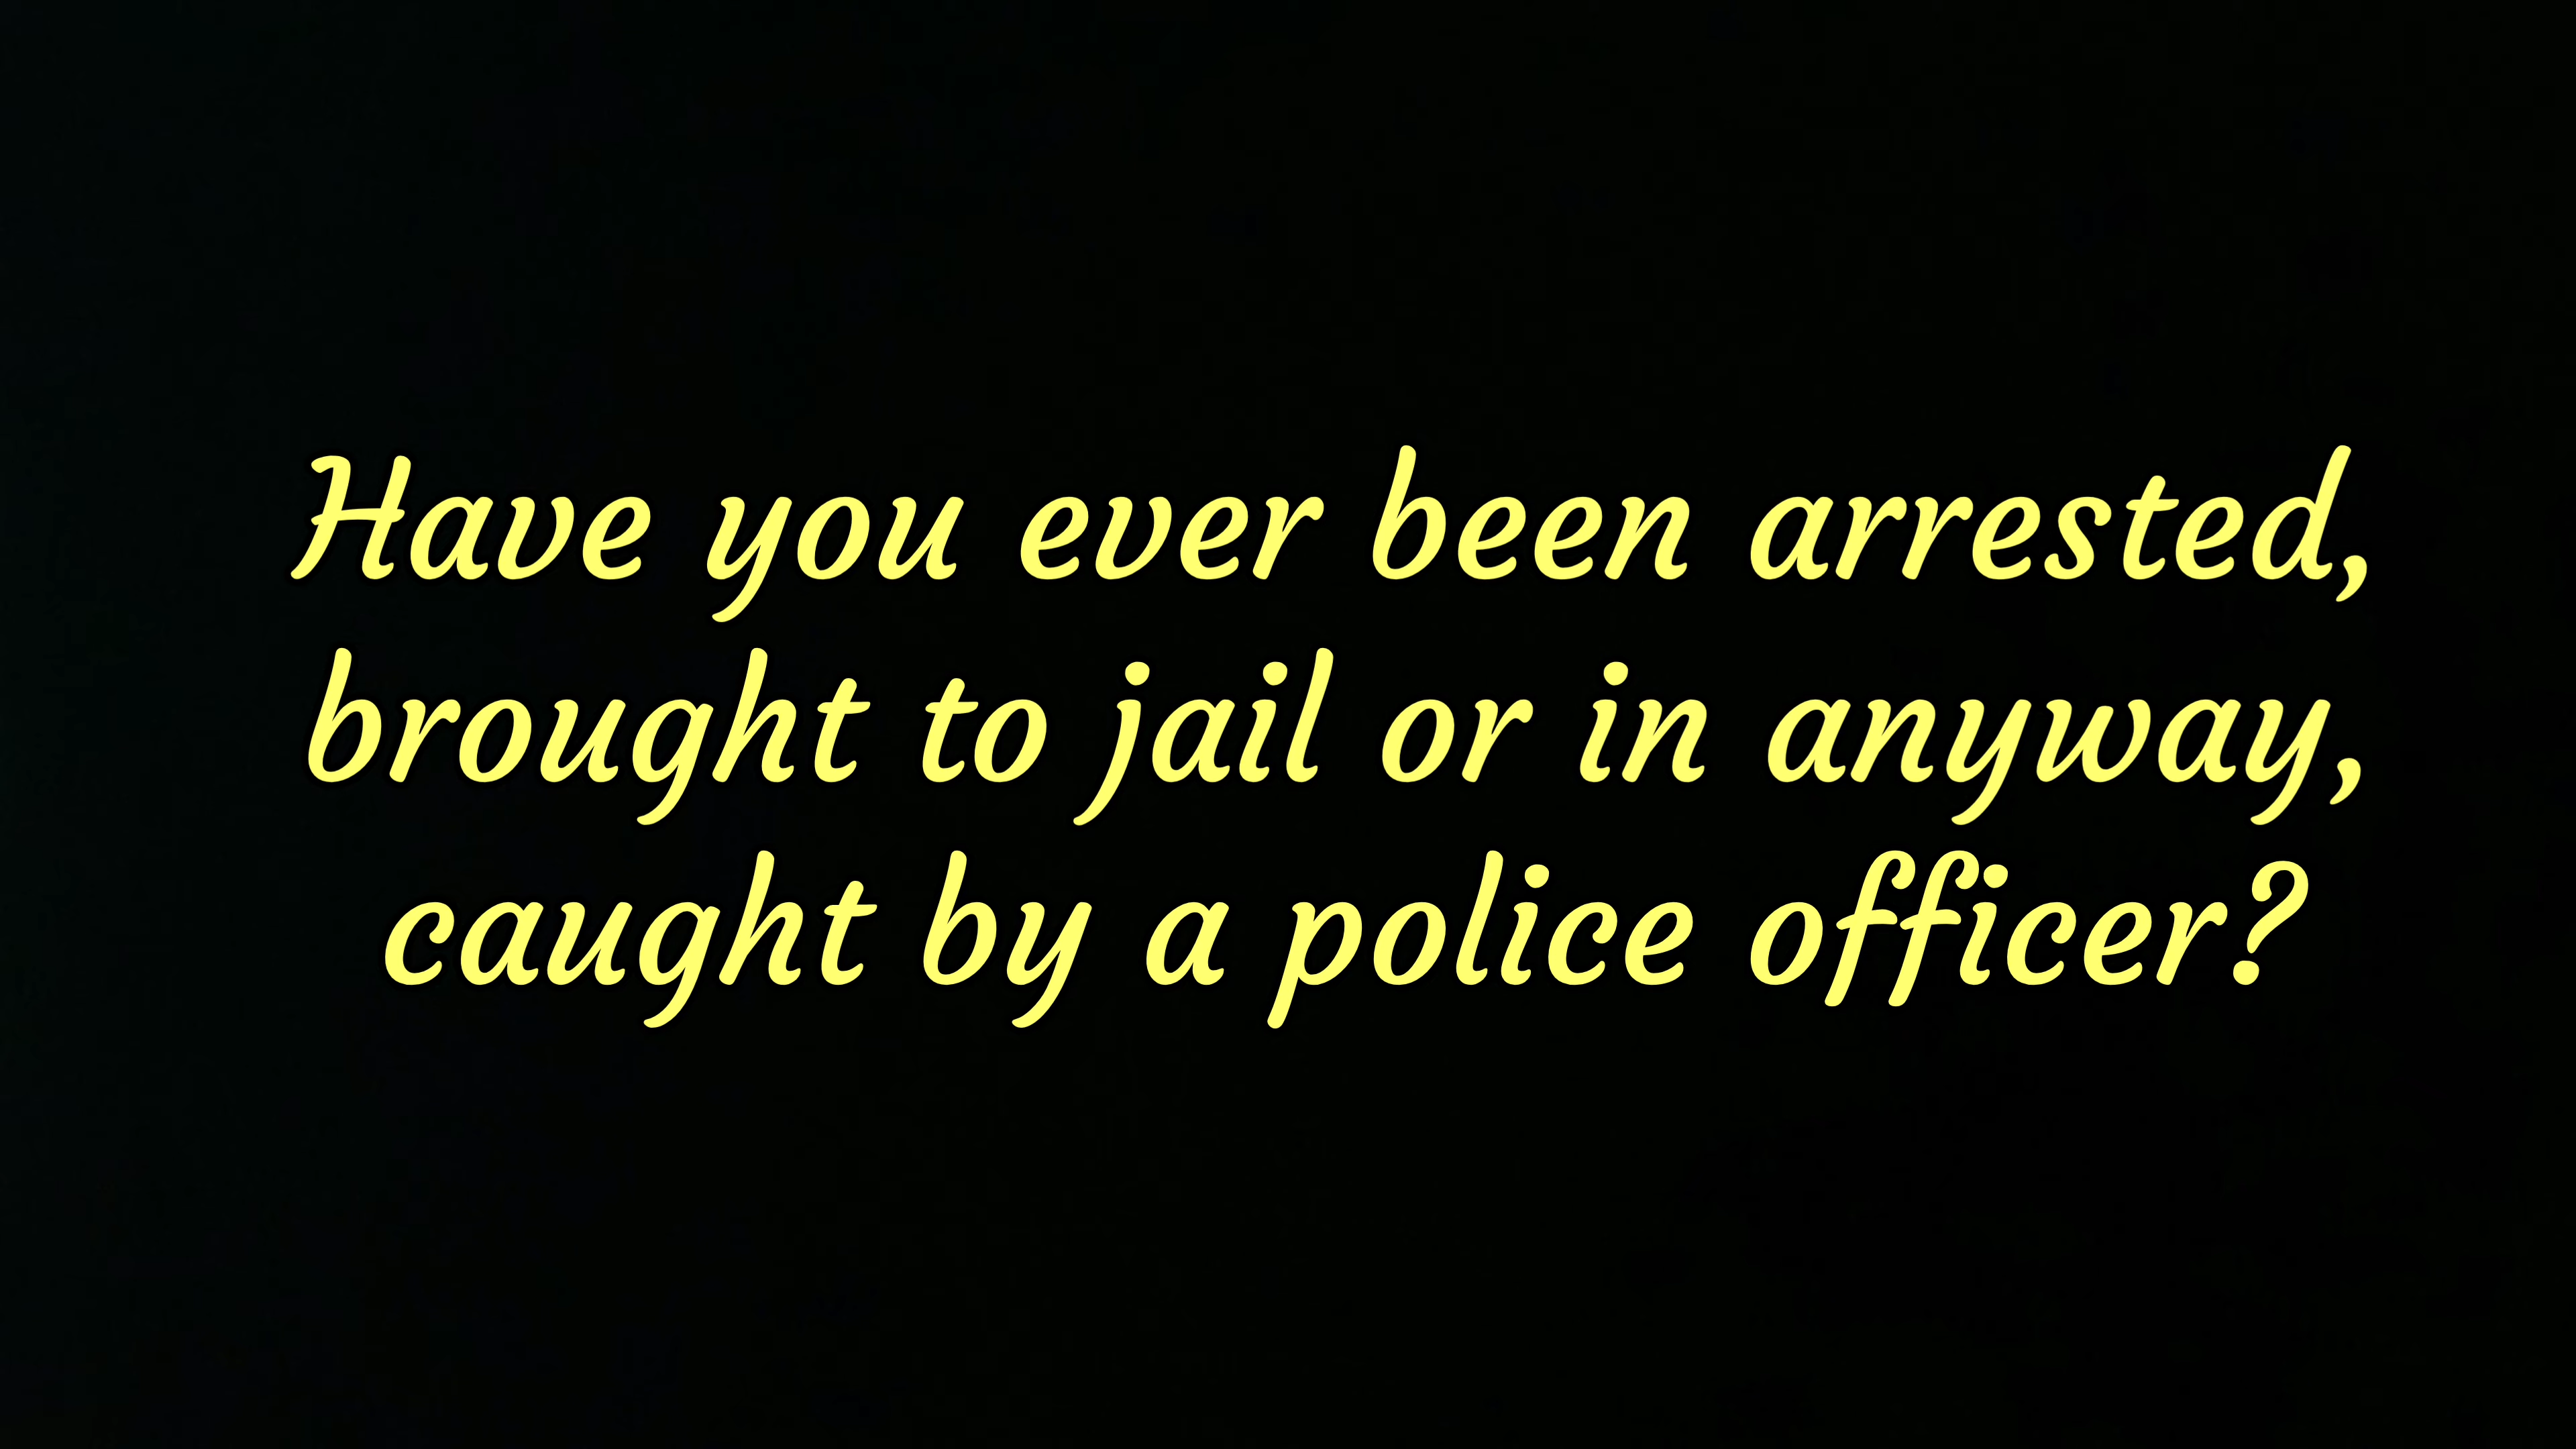 Have you ever been arrested,
brought to jail or in anyway,
caught by a police officer?